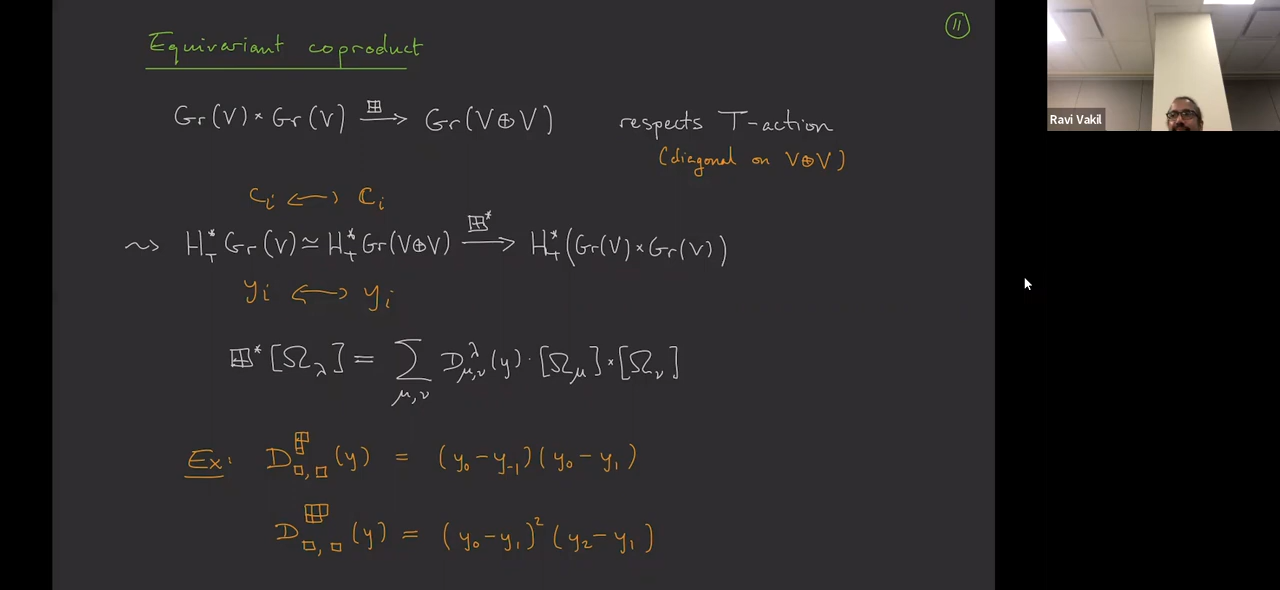 Equivariant coproduct
⑪
Gr(V) × Gr(V) ⊞→ Gr(V⊕V) respects T-action
(diagonal on V⊕V)
c_i ↔ c_i
⇝ H*_T Gr(V) ≃ H*_T Gr(V⊕V) ⊞*→ H*_T(Gr(V) × Gr(V))
y_i ↔ y_i
⊞*[Ω_λ] = Σ_{μ,ν} D^λ_{μ,ν}(y) · [Ω_μ] × [Ω_ν]
Ex: D_{□,□}(y) = (y_0 − y_{-1})(y_0 − y_1)
D_{□,□}(y) = (y_0 − y_1)^2 (y_2 − y_1)
Ravi Vakil